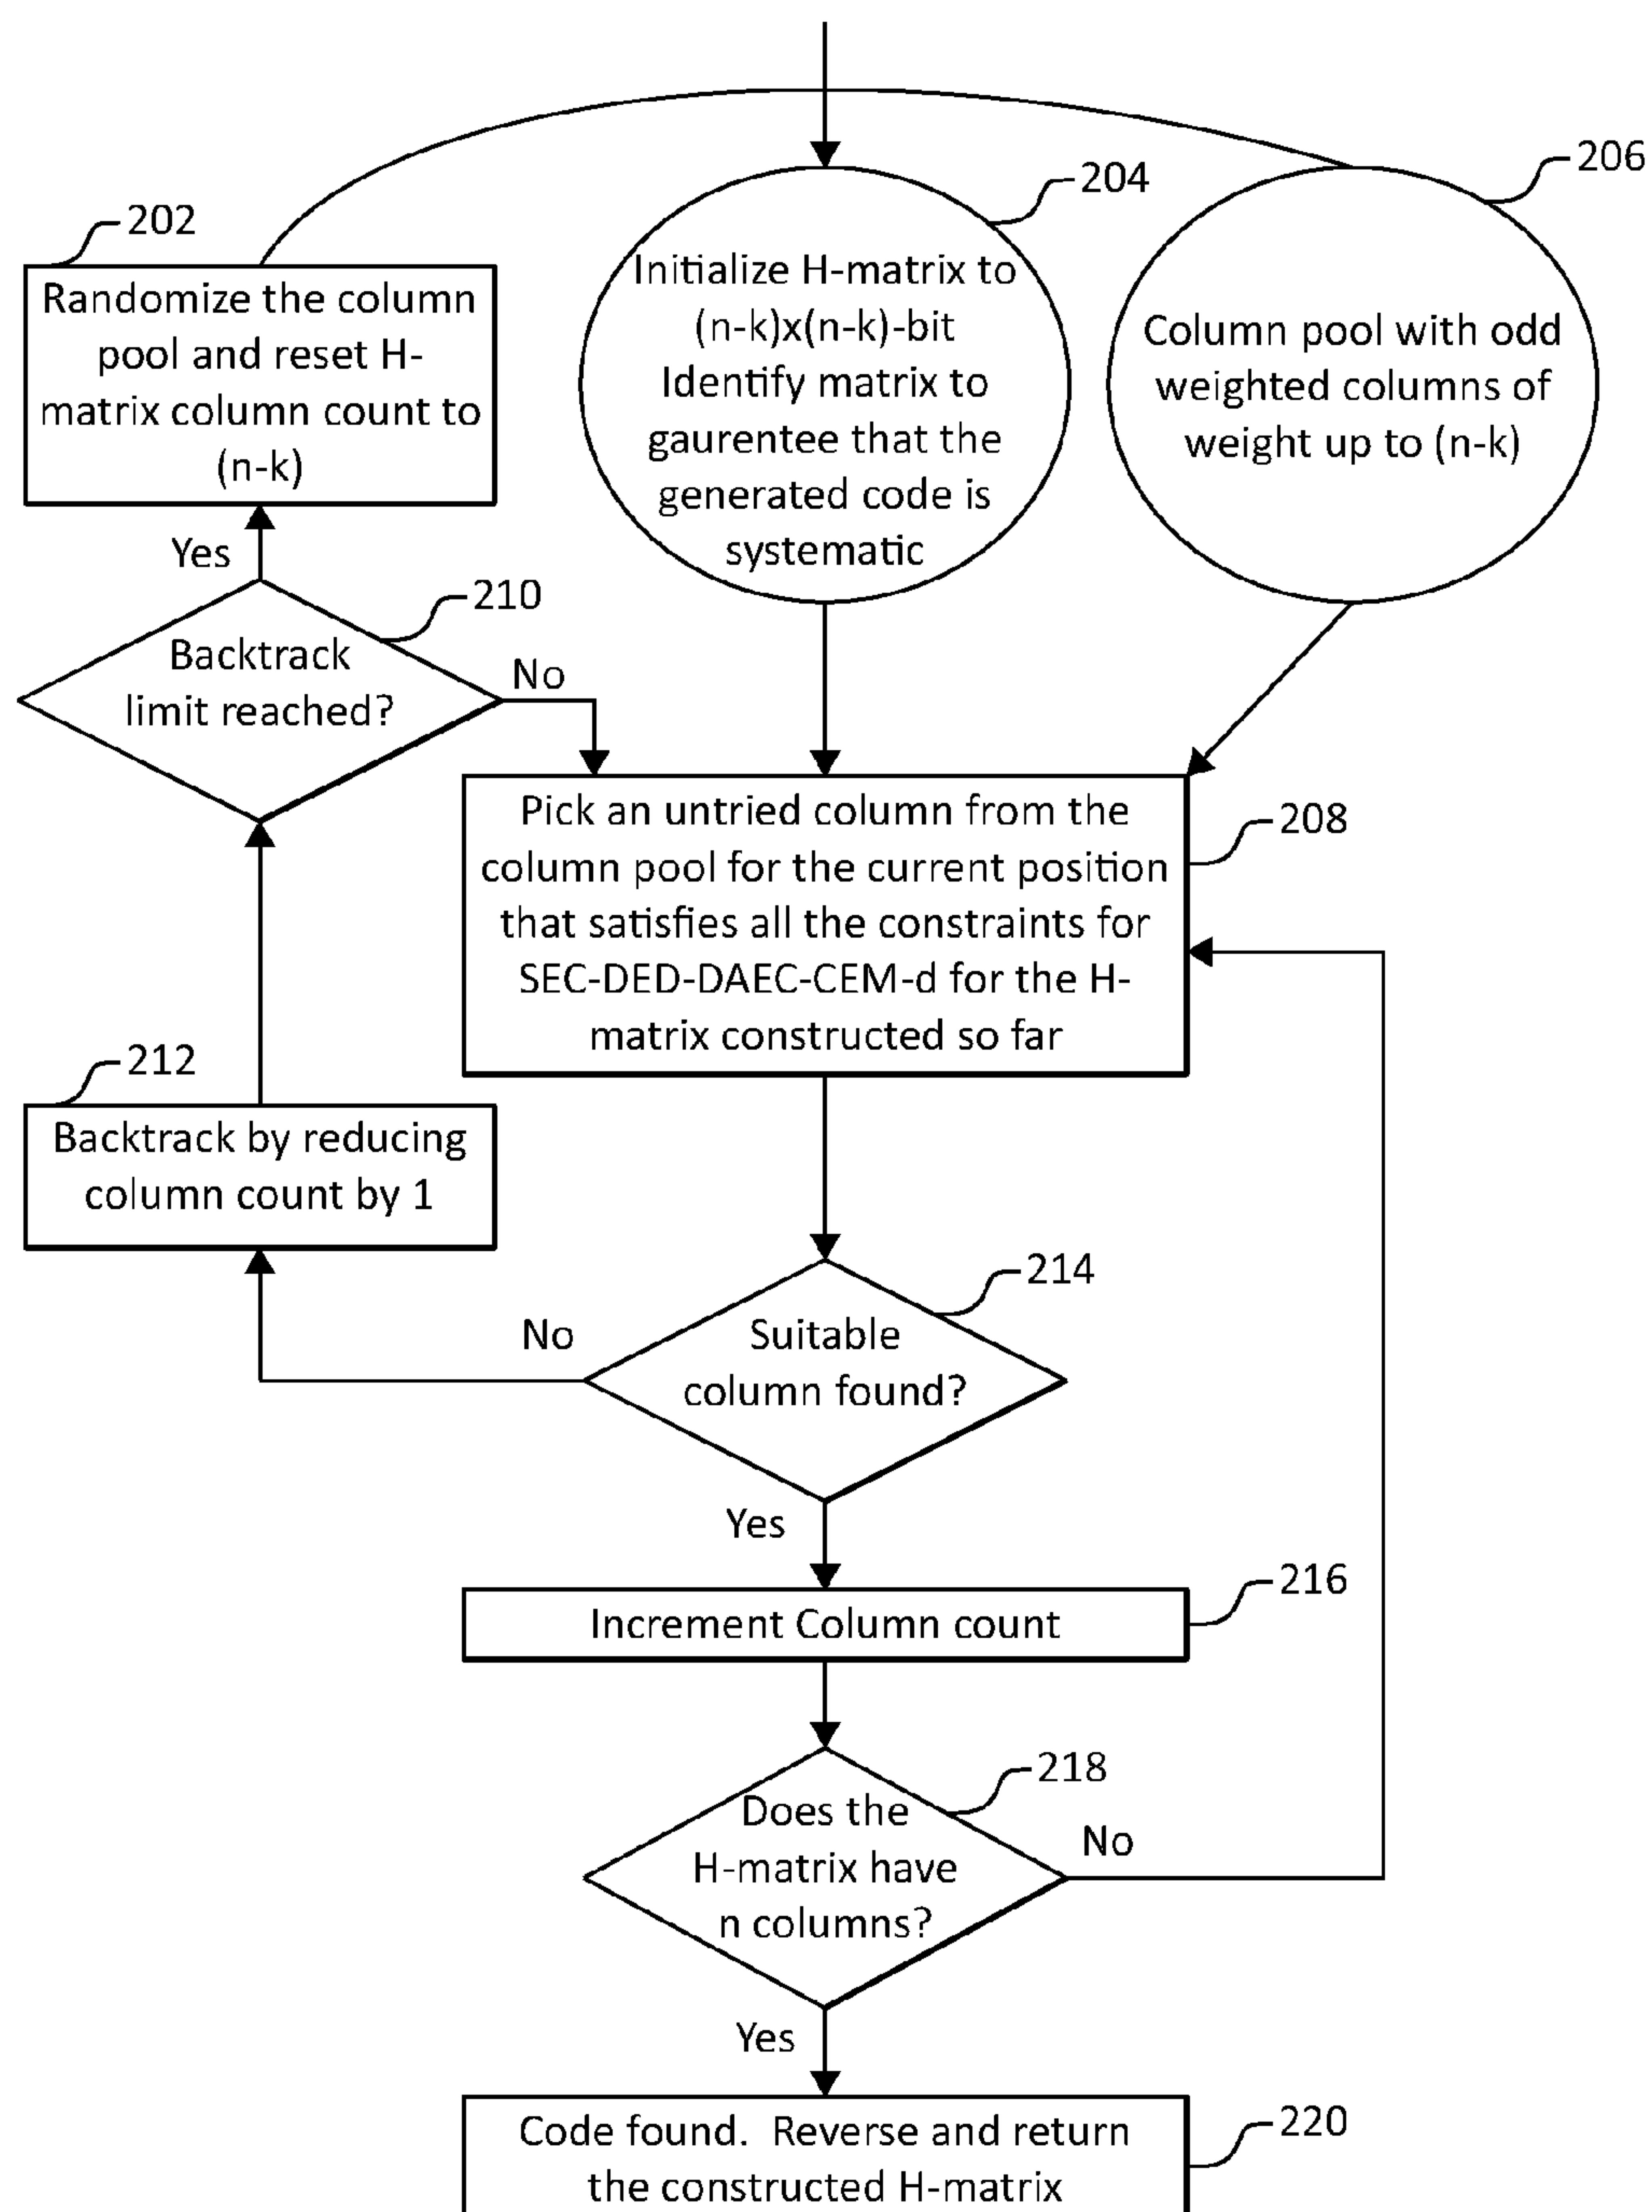 206
204
202
Randomize the column
pool and reset H-
matrix column count to
(n-k)
Initialize H-matrix to
(n-k)x(n-k)-bit
Identify matrix to
gaurentee that the
generated code is
systematic
Column pool with odd
weighted columns of
weight up to (n-k)
Yes
210
Backtrack
limit reached?
No
Pick an untried column from the
column pool for the current position
that satisfies all the constraints for
SEC-DED-DAEC-CEM-d for the H-
matrix constructed so far
208
212
Backtrack by reducing
column count by 1
214
No
Suitable
column found?
Yes
216
Increment Column count
218
Does the
H-matrix have
n columns?
No
Yes
Code found. Reverse and return
the constructed H-matrix
220